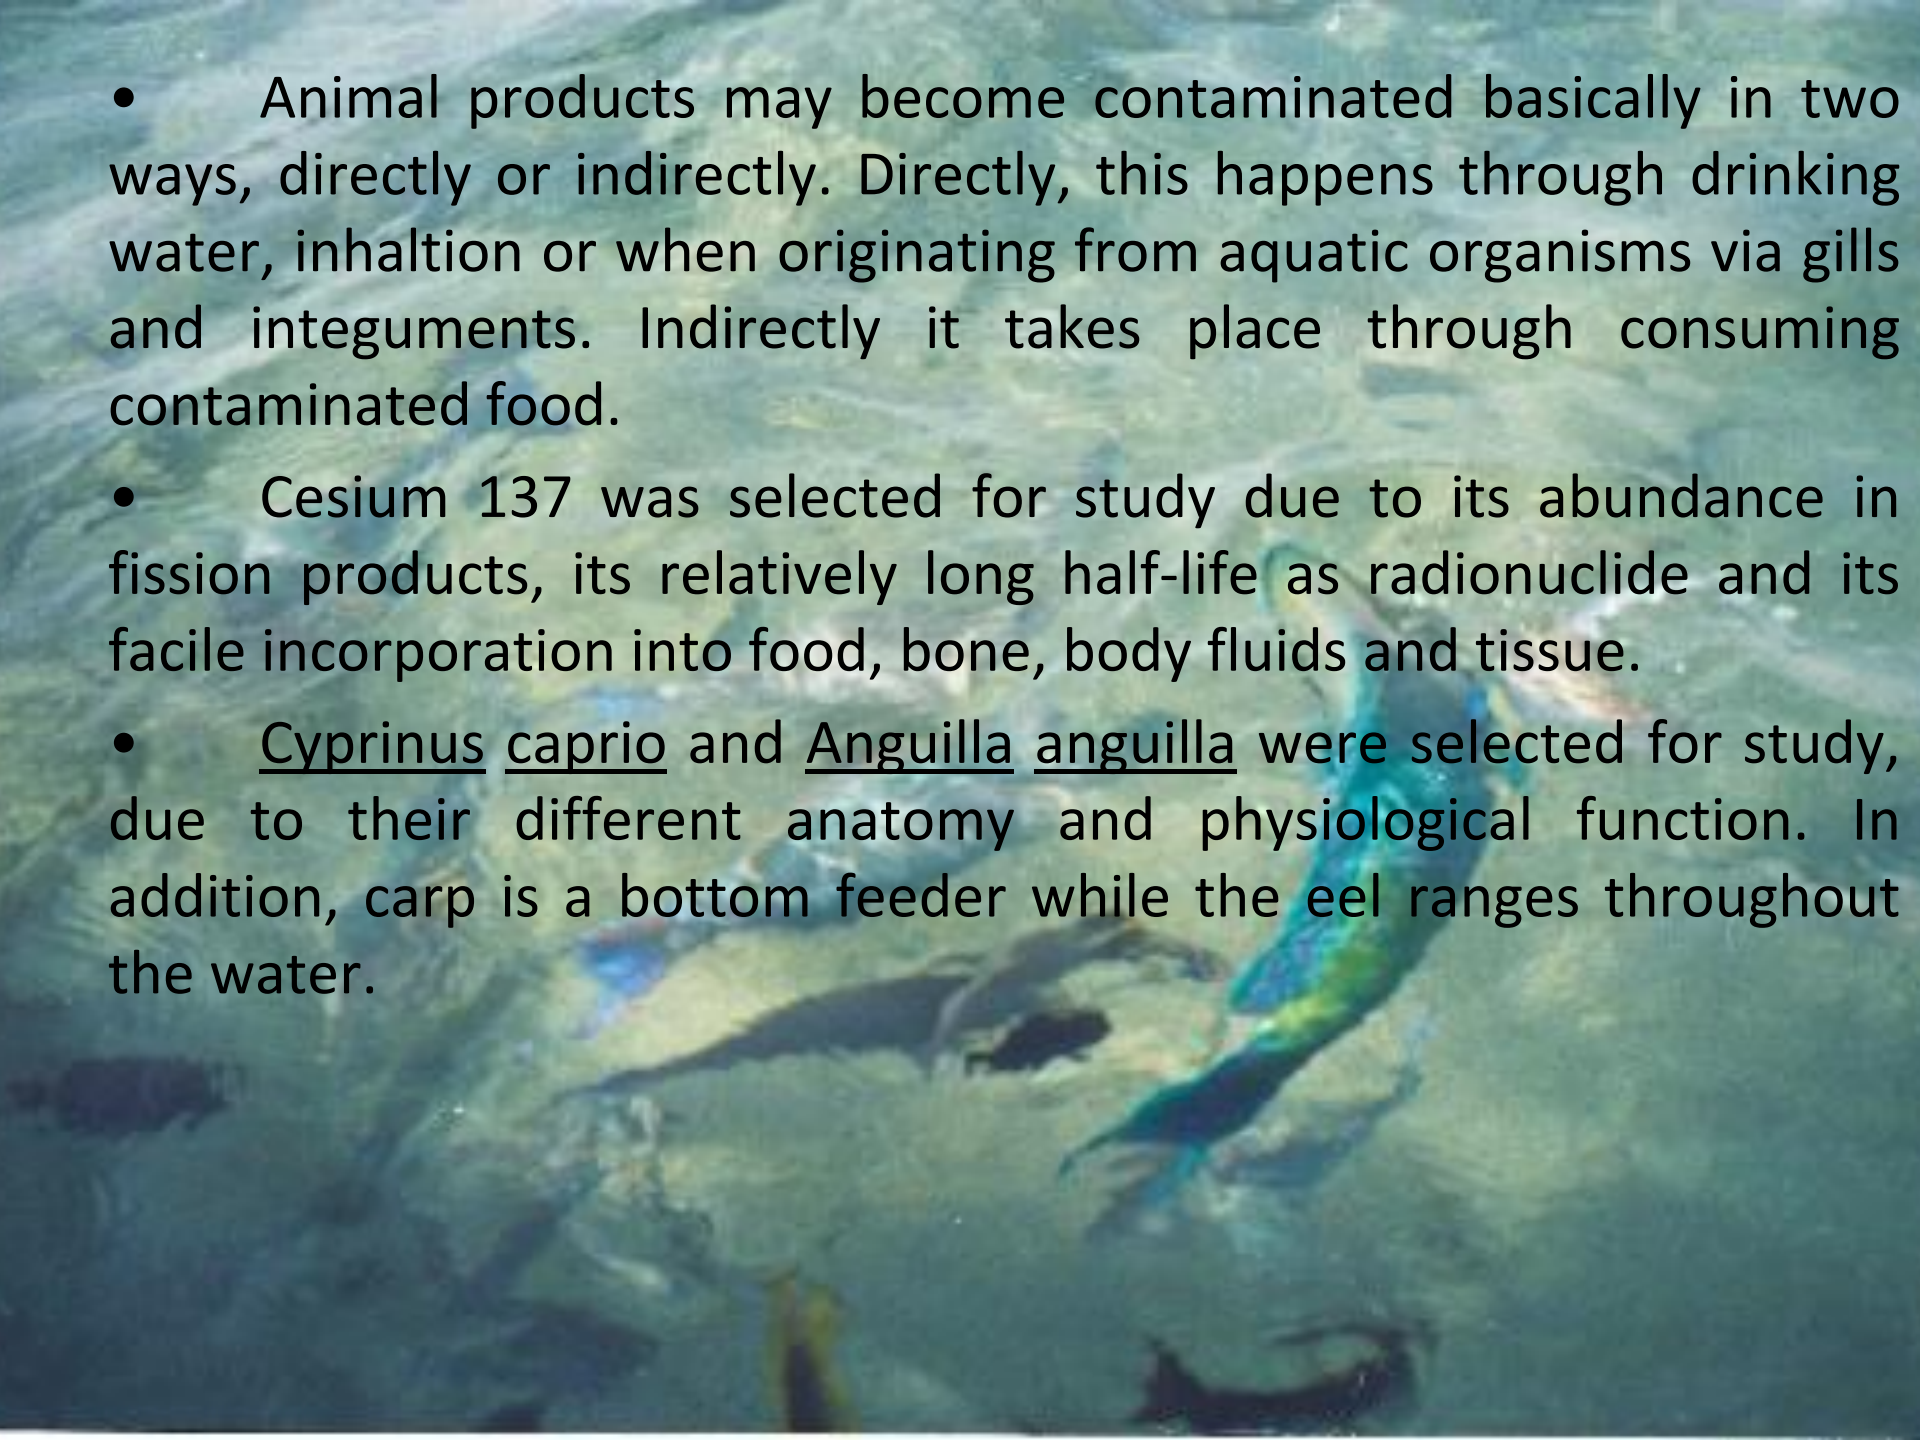 • Animal products may become contaminated basically in two
ways, directly or indirectly. Directly, this happens through drinking
water, inhaltion or when originating from aquatic organisms via gills
and integuments. Indirectly it takes place through consuming
contaminated food.
• Cesium 137 was selected for study due to its abundance in
fission products, its relatively long half-life as radionuclide and its
facile incorporation into food, bone, body fluids and tissue.
• Cyprinus caprio and Anguilla anguilla were selected for study,
due to their different anatomy and physiological function. In
addition, carp is a bottom feeder while the eel ranges throughout
the water.